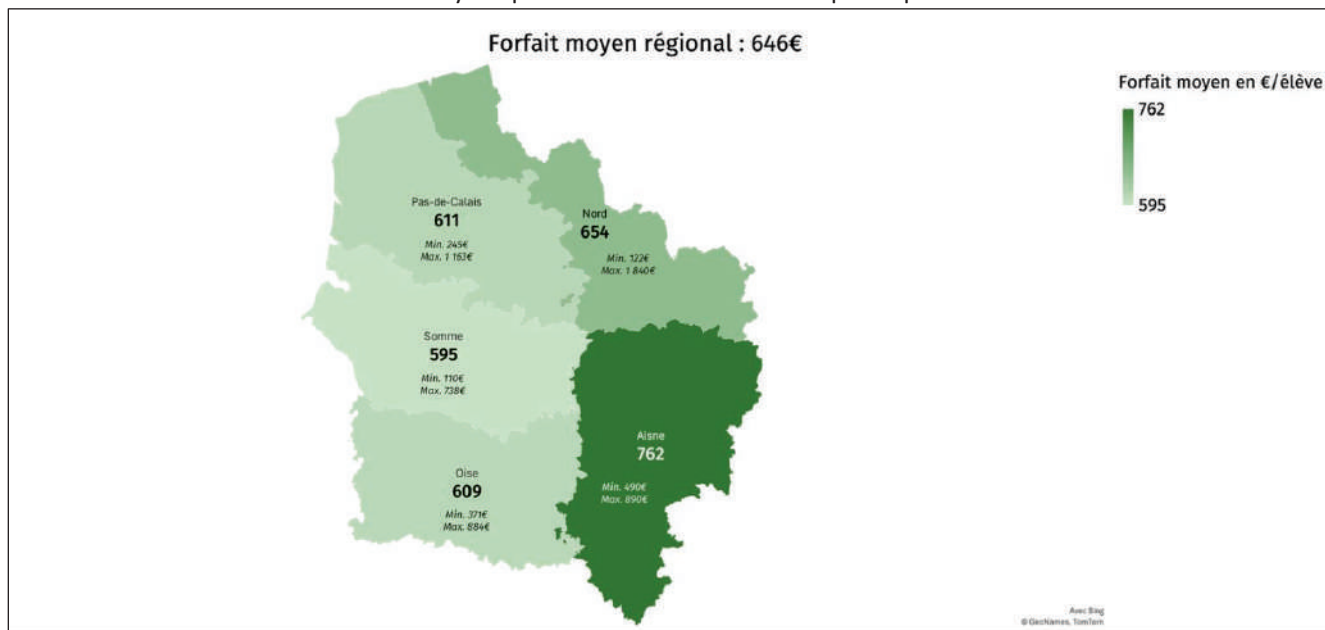 Forfait moyen régional : 646€
Forfait moyen en €/élève
762
595
Pas-de-Calais
611
Min. 245€
Max. 1 163€
Nord
654
Min. 122€
Max. 1 840€
Somme
595
Min. 110€
Max. 738€
Aisne
762
Min. 490€
Max. 890€
Oise
609
Min. 371€
Max. 884€
Avec Bing
© GeoNames, TomTom